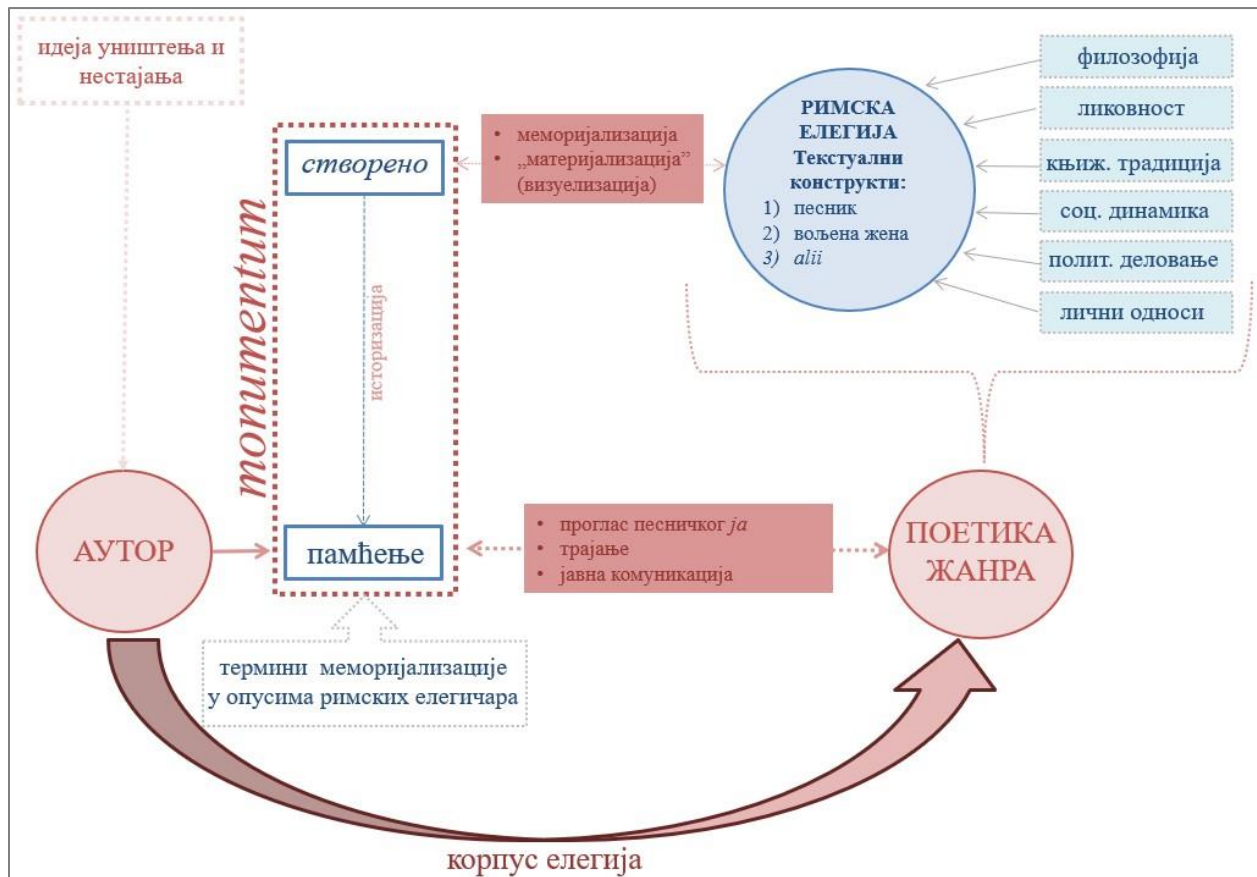 идеја уништења и
нестајања
monumentum
створено
историзација
памћење
• меморијализација
• „материјализација”
(визуелизација)
РИМСКА
ЕЛЕГИЈА
Текстуални
конструкти:
1) песник
2) вољена жена
3) alii
филозофија
ликовност
књиж. традиција
соц. динамика
полит. деловање
лични односи
АУТОР
• проглас песничког ја
• трајање
• јавна комуникација
ПОЕТИКА
ЖАНРА
термини меморијализације
у опусима римских елегичара
корпус елегија